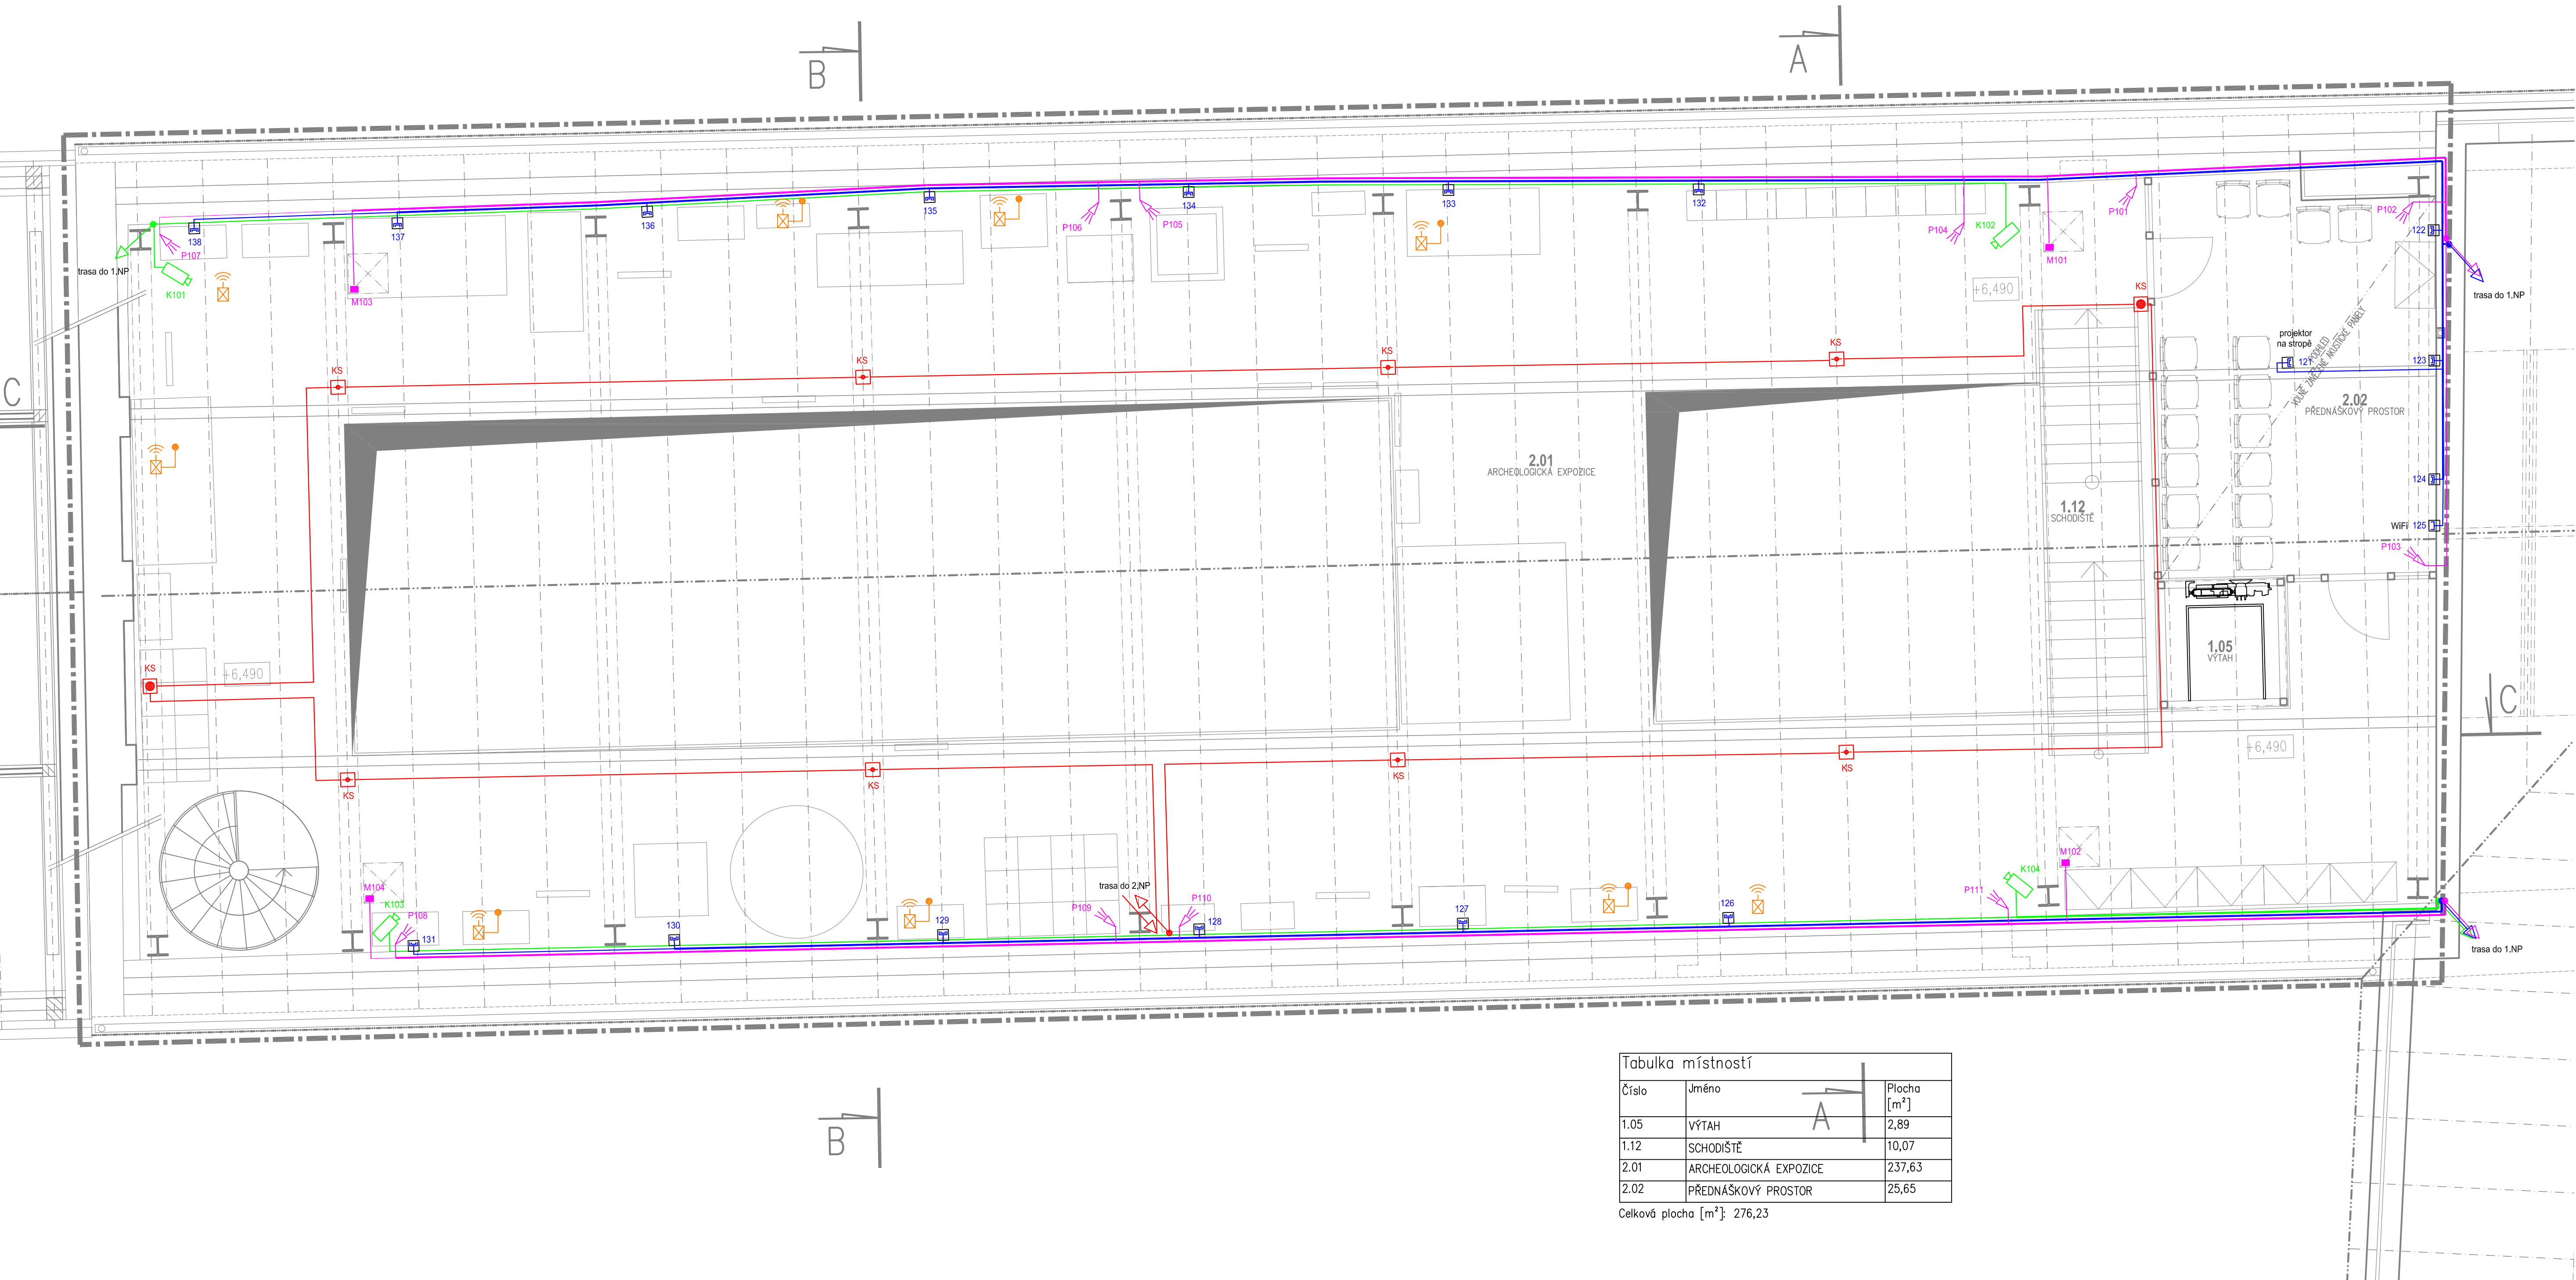 B
A
138
137
136
135
134
133
132
P107
P106
P105
P104
K102
P101
P102
122
trasa do 1.NP
K101
M103
M101
+6,490
KS
trasa do 1.NP
KS
KS
KS
KS
projektor
na stropě
121
123
PODHLED
VOLNĚ ZAVĚŠENÉ AKUSTICKÉ PANELY
C
2.02
PŘEDNÁŠKOVÝ PROSTOR
2.01
ARCHEOLOGICKÁ EXPOZICE
124
1.12
SCHODIŠTĚ
WiFi 125
P103
1.05
VÝTAH
KS
+6,490
C
+6,490
KS
KS
KS
KS
M104
K103
P108
131
130
129
trasa do 2.NP
P109
P110
128
127
126
P111
K104
M102
trasa do 1.NP
B
A
Tabulka místností
Číslo Jméno Plocha
[m²]
1.05 VÝTAH 2,89
1.12 SCHODIŠTĚ 10,07
2.01 ARCHEOLOGICKÁ EXPOZICE 237,63
2.02 PŘEDNÁŠKOVÝ PROSTOR 25,65
Celková plocha [m²]: 276,23